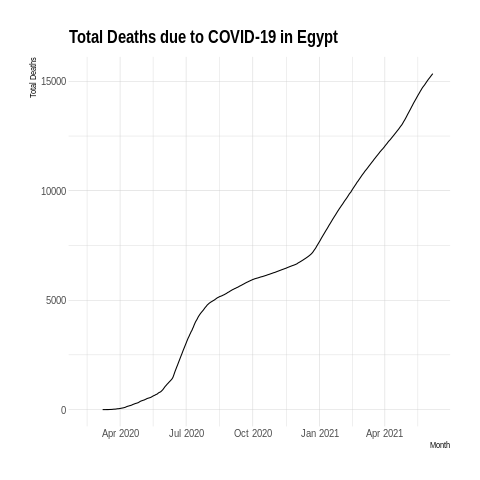 Total Deaths due to COVID-19 in Egypt
Total Deaths
15000
10000
5000
0
Apr 2020 Jul 2020 Oct 2020 Jan 2021 Apr 2021
Month